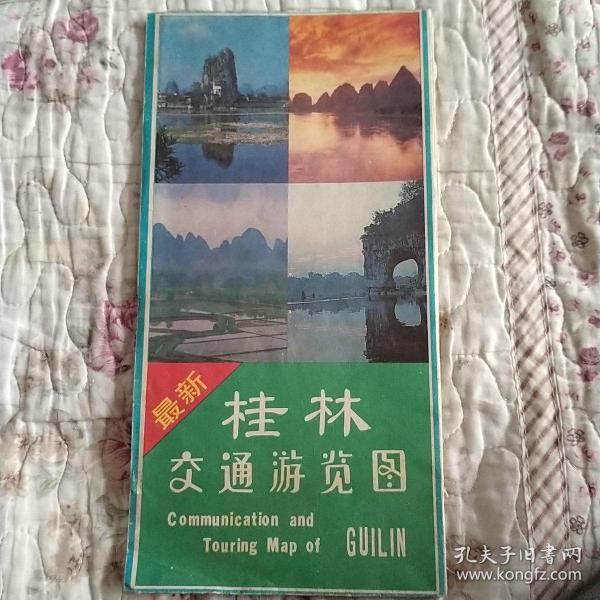 最新
桂林
交通游览图
Communication and
Touring Map of GUILIN
孔夫子旧书网
www.kongfz.com